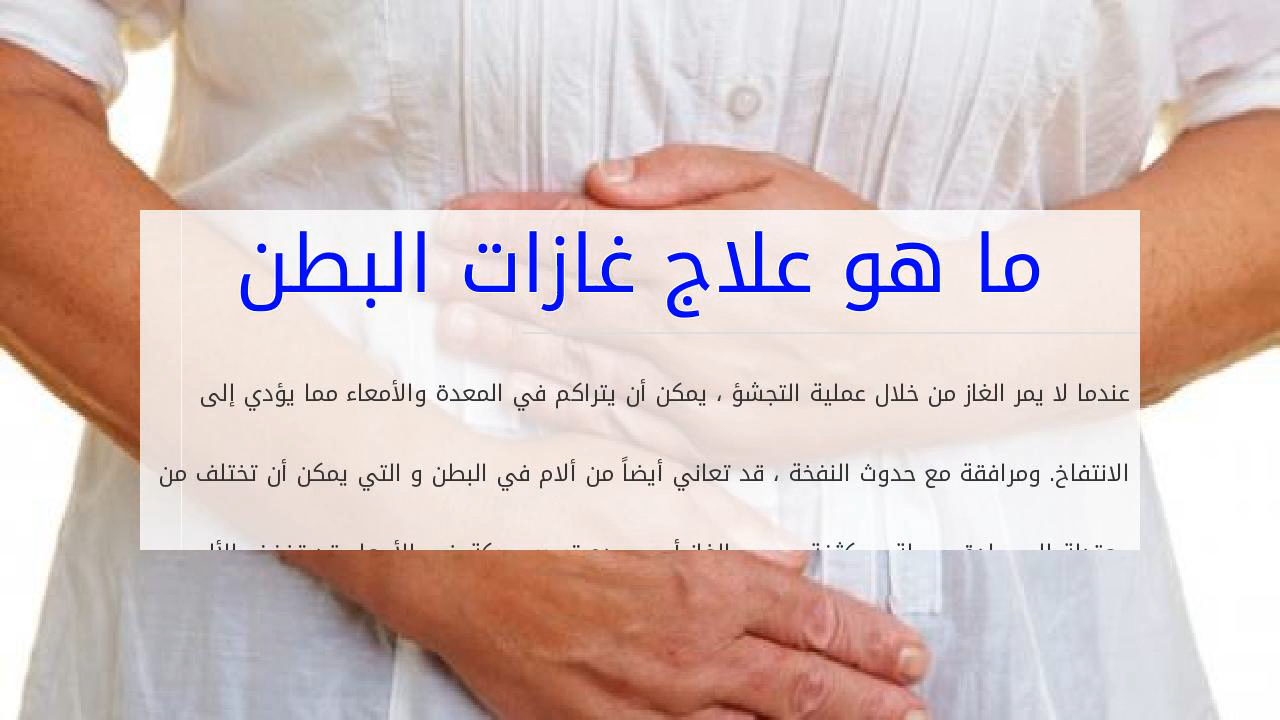 ما هو علاج غازات البطن
عندما لا يمر الغاز من خلال عملية التجشؤ ، يمكن أن يتراكم في المعدة والأمعاء مما يؤدي إلى
الانتفاخ. ومرافقة مع حدوث النفخة ، قد تعاني أيضاً من ألام في البطن و التي يمكن أن تختلف من